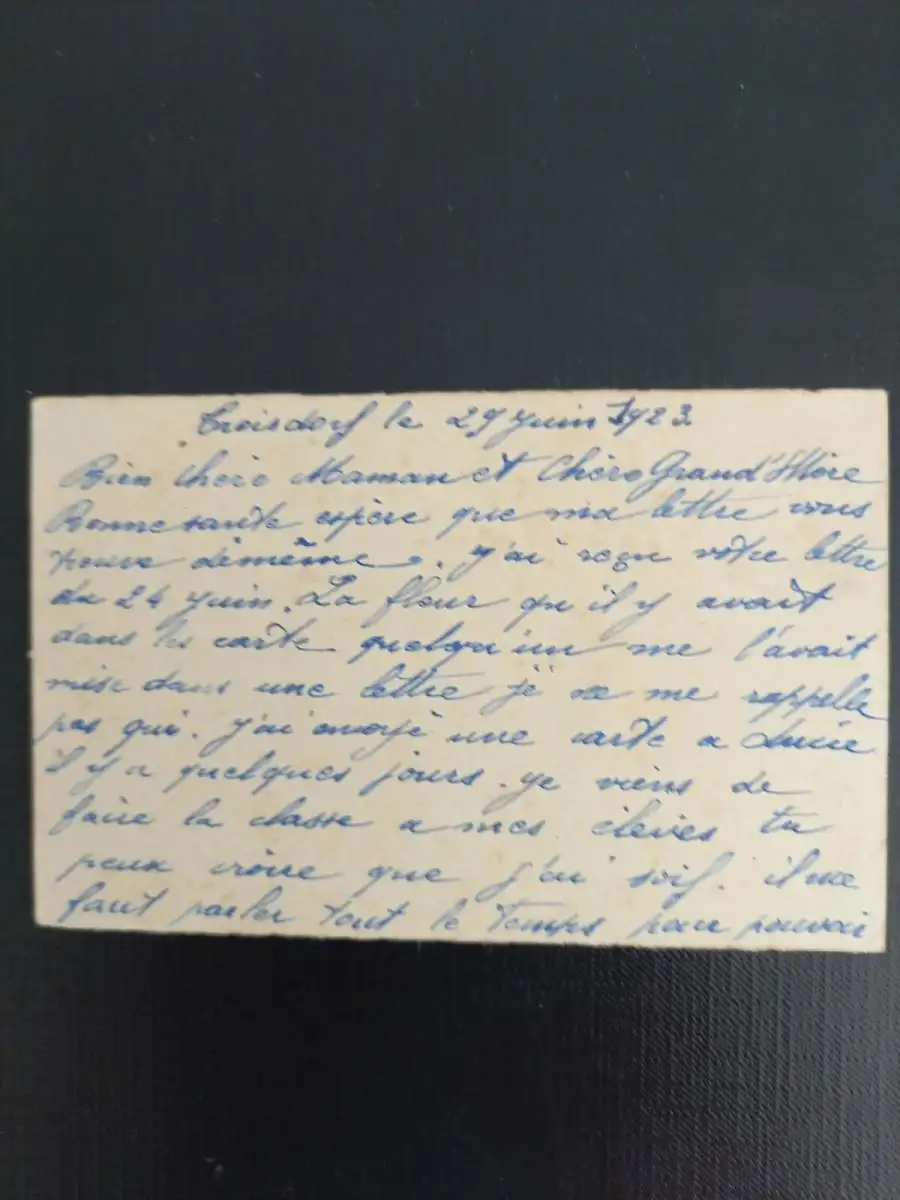 Troisdorf le 29 Juin 1923
Bien Chère Maman et Chère Grand'Mère
Bonne sante espère que ma lettre vous
trouve démème. J'ai reçu votre lettre
du 24 Juin. La fleur qu'il y avait
dans la carte quelqu'un me l'avait
mise dans une lettre je ne me rappelle
pas qui. J'ai envoyé une carte a Lucie
Il y a quelques jours. je viens de
faire la classe a mes élèves tu
peux croire que j'ai soif. il me
faut parler tout le temps pour pouvoir